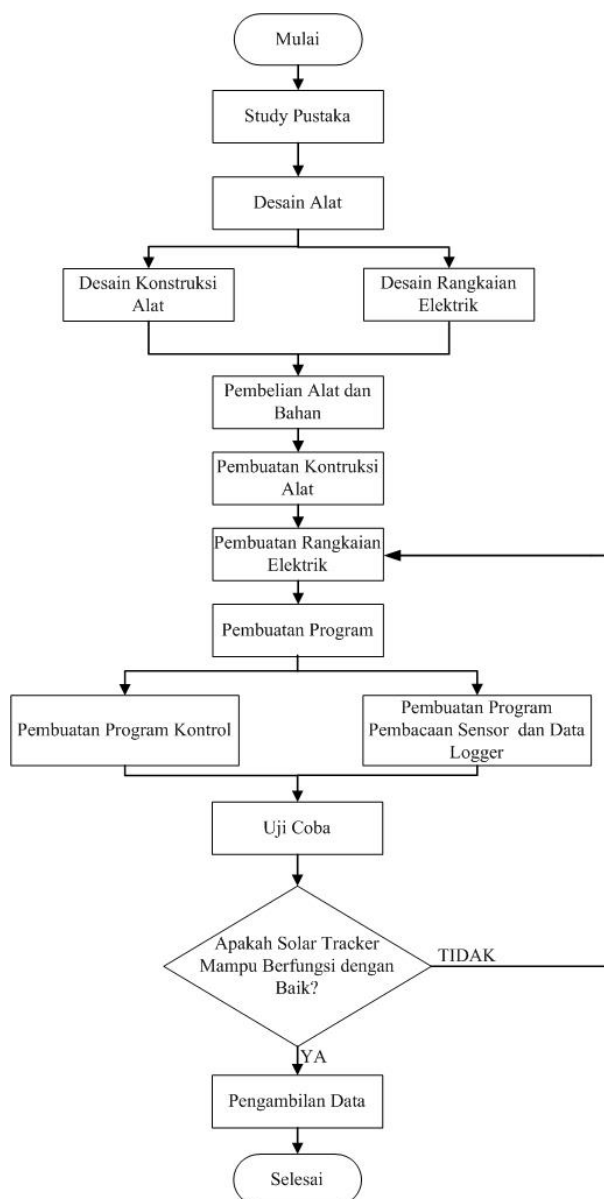 Mulai
Study Pustaka
Desain Alat
Desain Konstruksi
Alat
Desain Rangkaian
Elektrik
Pembelian Alat dan
Bahan
Pembuatan Kontruksi
Alat
Pembuatan Rangkaian
Elektrik
Pembuatan Program
Pembuatan Program Kontrol
Pembuatan Program
Pembacaan Sensor dan Data
Logger
Uji Coba
Apakah Solar Tracker
Mampu Berfungsi dengan
Baik?
TIDAK
YA
Pengambilan Data
Selesai